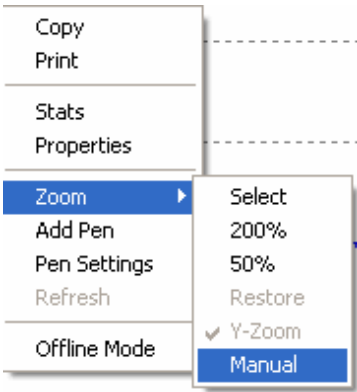 Copy
Print
Stats
Properties
Zoom
Add Pen
Pen Settings
Refresh
Offline Mode
Select
200%
50%
Restore
Y-Zoom
Manual